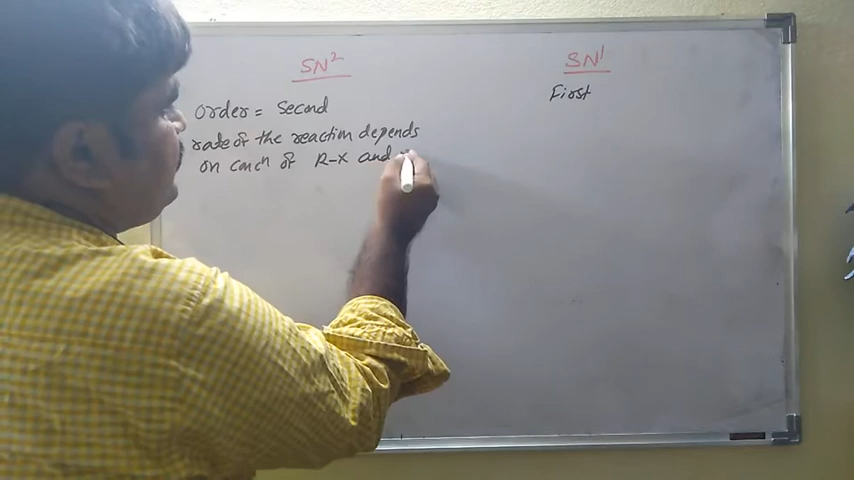 SN²
SN¹
Order = Second
First
rate of the reaction depends
on concⁿ of R-X and